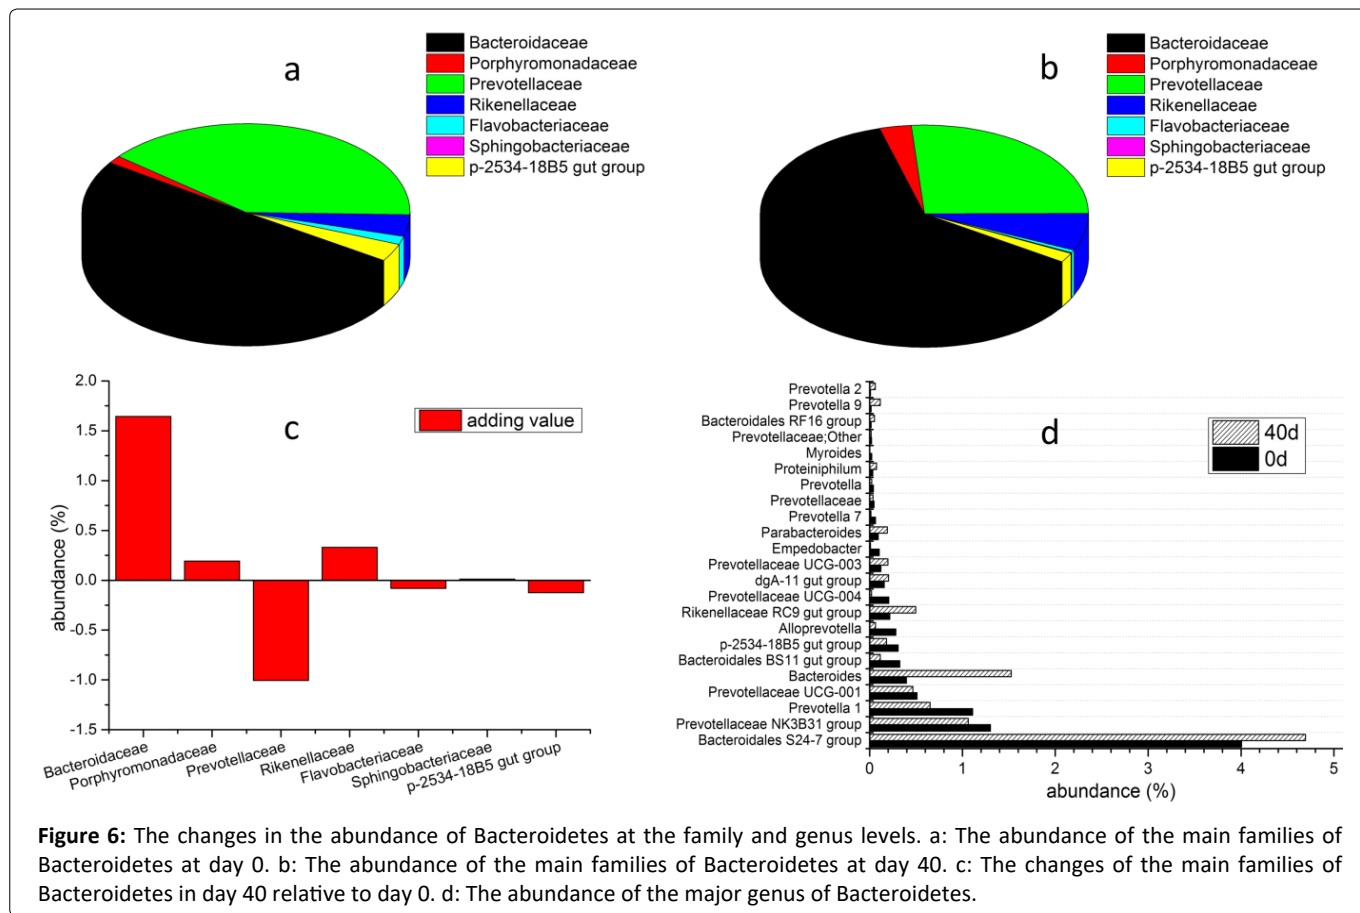 a
Bacteroidaceae
Porphyromonadaceae
Prevotellaceae
Rikenellaceae
Flavobacteriaceae
Sphingobacteriaceae
p-2534-18B5 gut group
b
Bacteroidaceae
Porphyromonadaceae
Prevotellaceae
Rikenellaceae
Flavobacteriaceae
Sphingobacteriaceae
p-2534-18B5 gut group
c
adding value
abundance (%)
2.0
1.5
1.0
0.5
0.0
-0.5
-1.0
-1.5
Bacteroidaceae
Porphyromonadaceae
Prevotellaceae
Rikenellaceae
Flavobacteriaceae
Sphingobacteriaceae
p-2534-18B5 gut group
d
40d
0d
Prevotella 2
Prevotella 9
Bacteroidales RF16 group
Prevotellaceae;Other
Myroides
Proteiniphilum
Prevotella
Prevotellaceae
Prevotella 7
Parabacteroides
Empedobacter
Prevotellaceae UCG-003
dgA-11 gut group
Prevotellaceae UCG-004
Rikenellaceae RC9 gut group
Alloprevotella
p-2534-18B5 gut group
Bacteroidales BS11 gut group
Bacteroides
Prevotellaceae UCG-001
Prevotella 1
Prevotellaceae NK3B31 group
Bacteroidales S24-7 group
0 1 2 3 4 5
abundance (%)
Figure 6: The changes in the abundance of Bacteroidetes at the family and genus levels. a: The abundance of the main families of
Bacteroidetes at day 0. b: The abundance of the main families of Bacteroidetes at day 40. c: The changes of the main families of
Bacteroidetes in day 40 relative to day 0. d: The abundance of the major genus of Bacteroidetes.